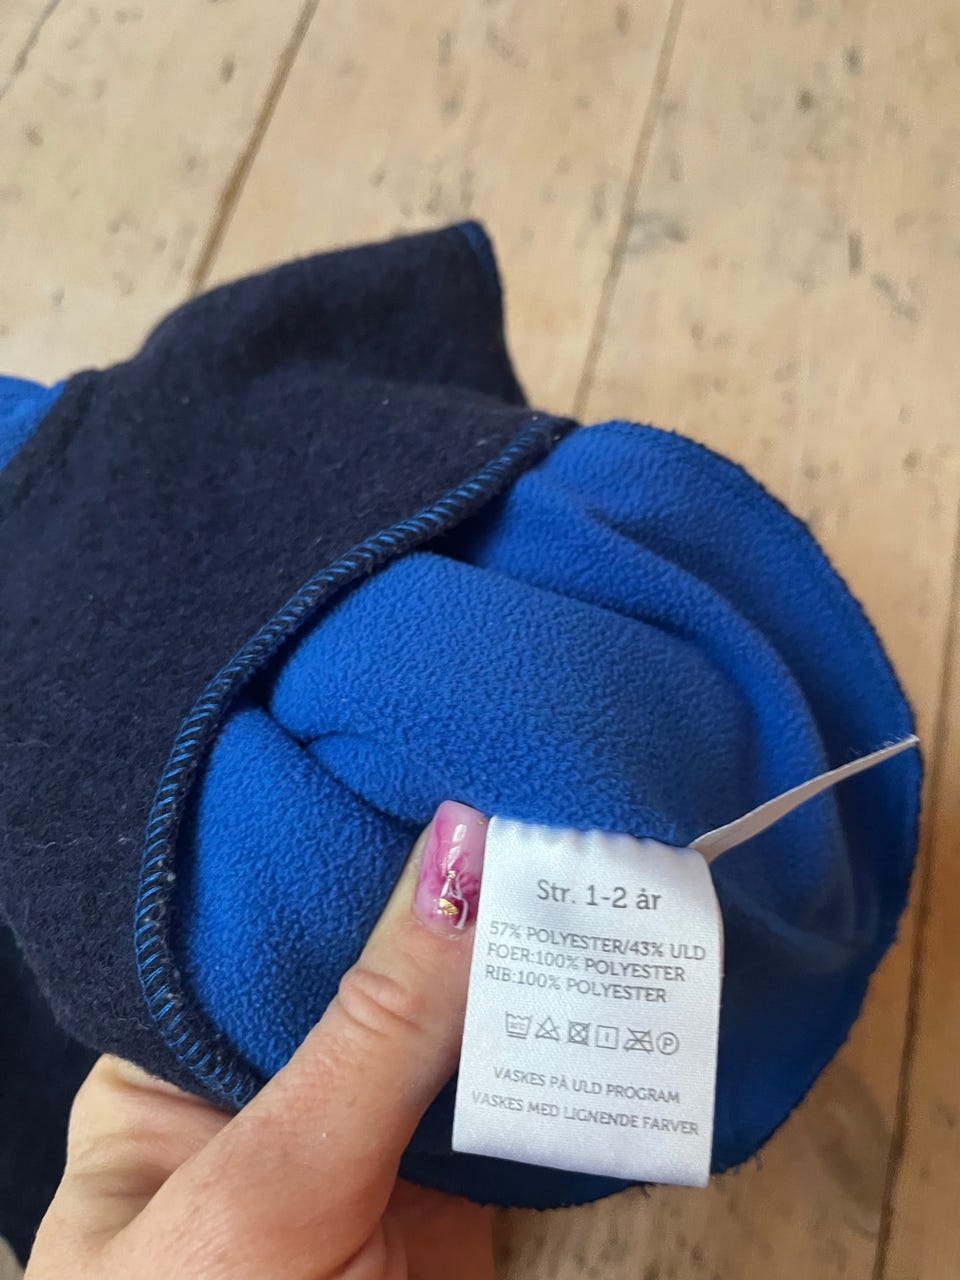 Str. 1-2 år
57% POLYESTER/43% ULD
FOER:100% POLYESTER
RIB:100% POLYESTER
30°C
P
VASKES PÅ ULD PROGRAM
VASKES MED LIGNENDE FARVER